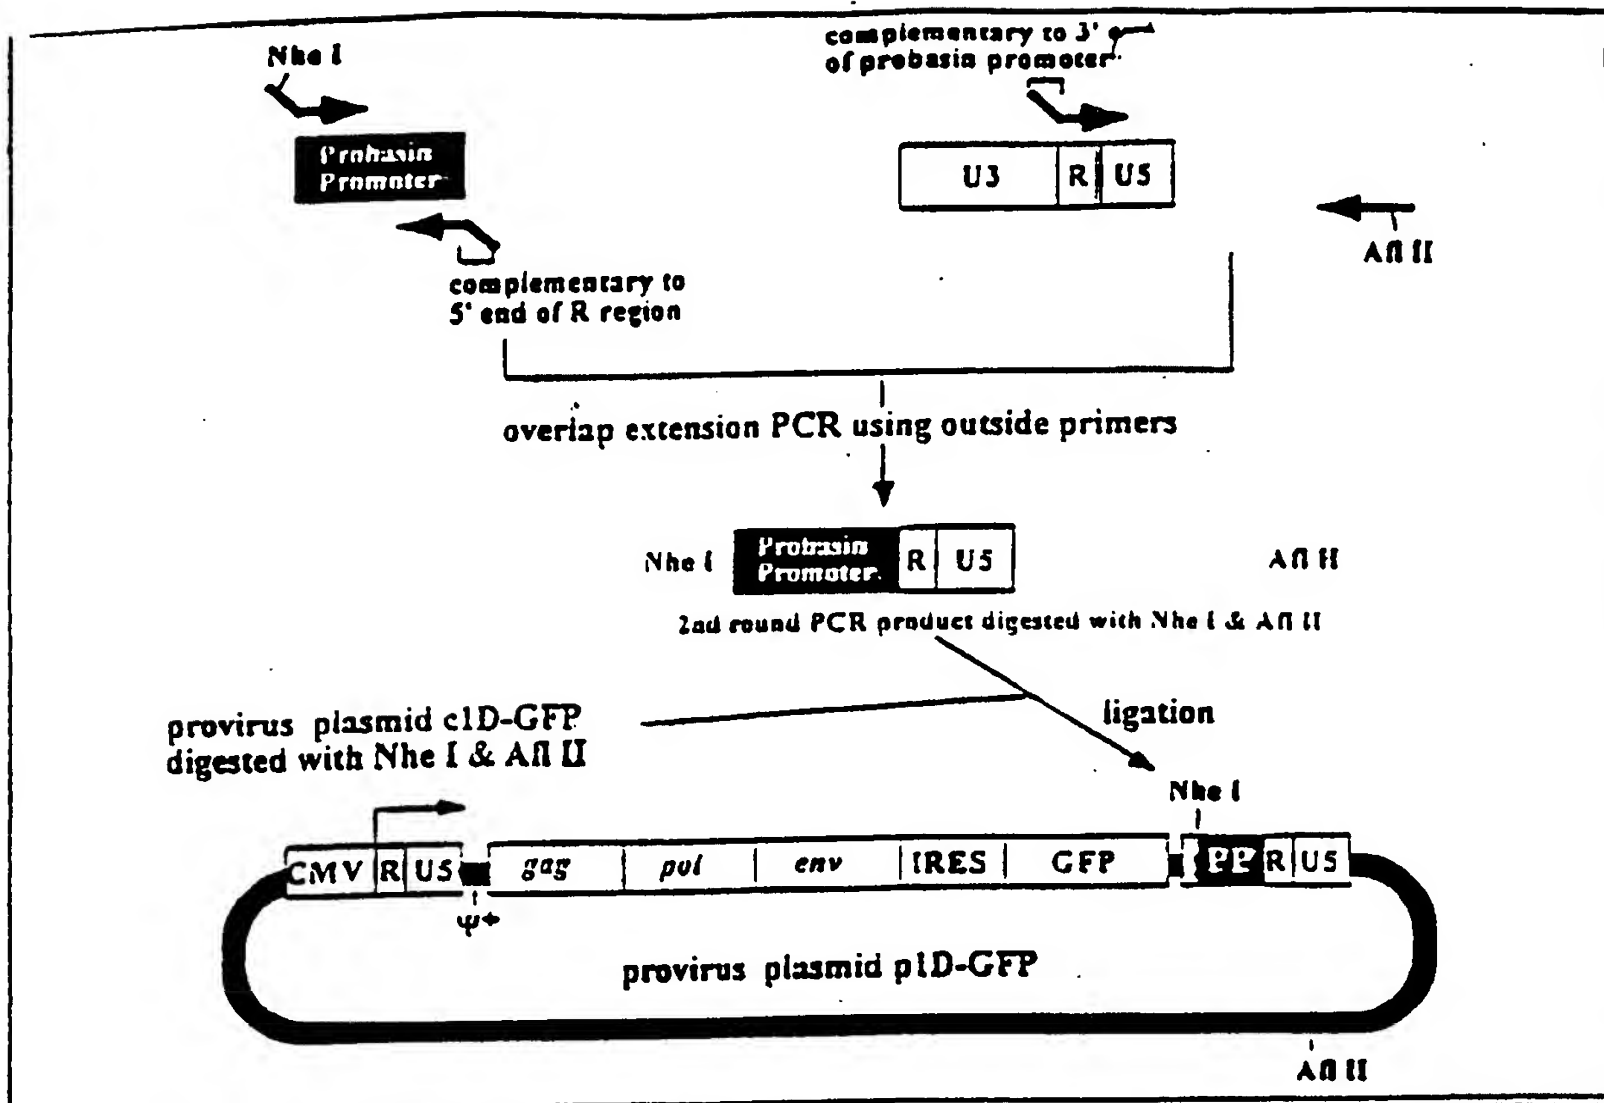 Nhe I
complementary to 3'
of probasin promoter
Probasin
Promoter
U3 R U5
Afl II
complementary to
5' end of R region
overlap extension PCR using outside primers
Nhe I
Probasin
Promoter
R U5
Afl II
2nd round PCR product digested with Nhe I & Afl II
provirus plasmid c1D-GFP
digested with Nhe I & Afl II
ligation
Nhe I
CMV R U5 gag pol env IRES GFP PP R U5
ψ+
provirus plasmid p1D-GFP
Afl II